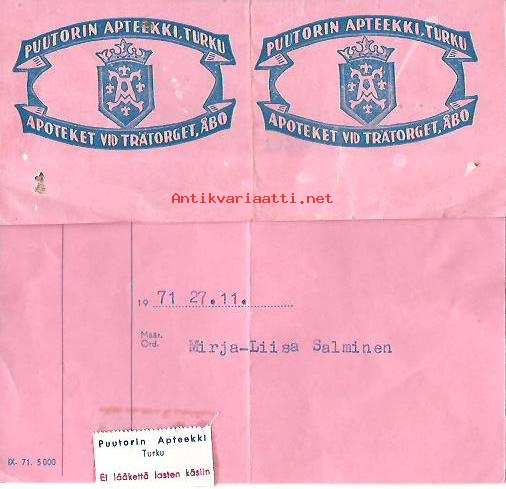 PUUTORIN APTEEKKI, TURKU
APOTEKET VID TRÄTORGET, ÅBO
PUUTORIN APTEEKKI, TURKU
APOTEKET VID TRÄTORGET, ÅBO
Antikvariaatti.net
19 71 27.11.
Määr.
Ord.
Mirja-Liisa Salminen
Puutorin Apteekki
Turku
Ei lääkettä lasten käsiin
IX- 71. 5000